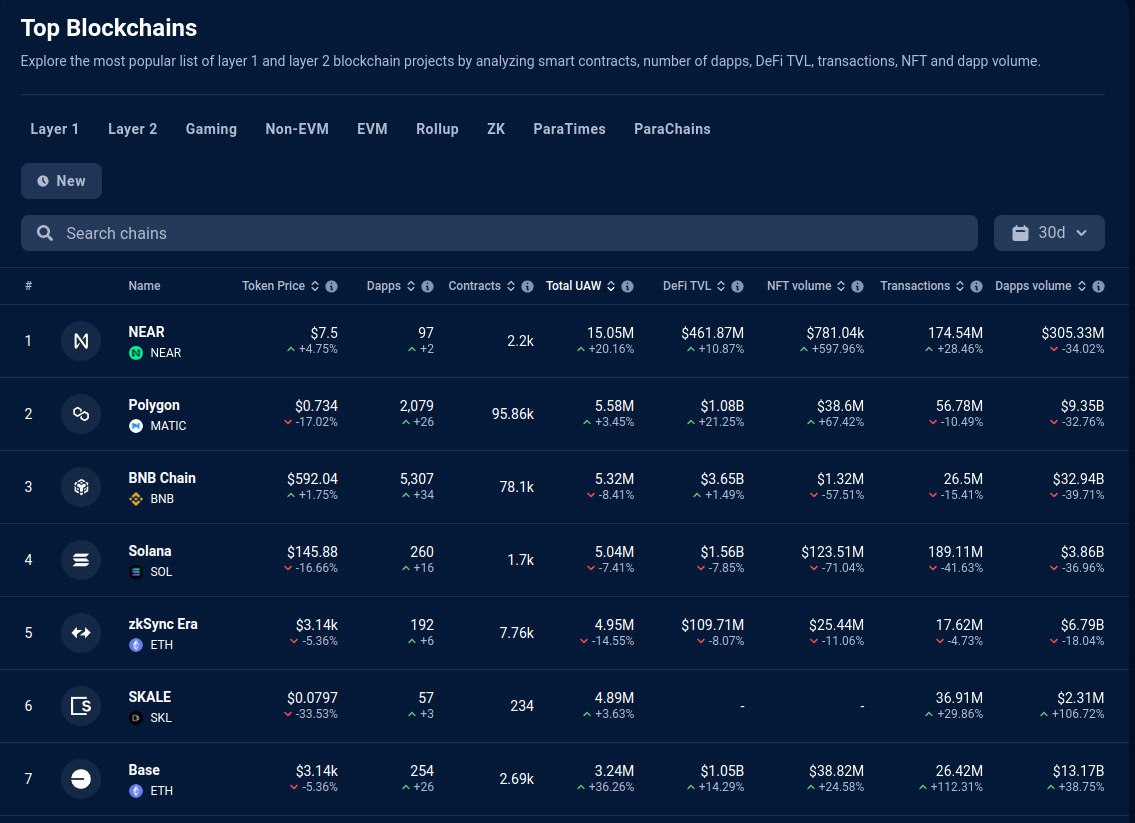 Top Blockchains
Explore the most popular list of layer 1 and layer 2 blockchain projects by analyzing smart contracts, number of dapps, DeFi TVL, transactions, NFT and dapp volume.
Layer 1 Layer 2 Gaming Non-EVM EVM Rollup ZK ParaTimes ParaChains
New
Search chains 30d
# Name Token Price Dapps Contracts Total UAW DeFi TVL NFT volume Transactions Dapps volume
1 NEAR $7.5 97 2.2k 15.05M $461.87M $781.04k 174.54M $305.33M
NEAR +4.75% +2 +20.16% +10.87% +597.96% +28.46% -34.02%
2 Polygon $0.734 2,079 95.86k 5.58M $1.08B $38.6M 56.78M $9.35B
MATIC -17.02% +26 +3.45% +21.25% +67.42% -10.49% -32.76%
3 BNB Chain $592.04 5,307 78.1k 5.32M $3.65B $1.32M 26.5M $32.94B
BNB +1.75% +34 -8.41% +1.49% -57.51% -15.41% -39.71%
4 Solana $145.88 260 1.7k 5.04M $1.56B $123.51M 189.11M $3.86B
SOL -16.66% +16 -7.41% -7.85% -71.04% -41.63% -36.96%
5 zkSync Era $3.14k 192 7.76k 4.95M $109.71M $25.44M 17.62M $6.79B
ETH -5.36% +6 -14.55% -8.07% -11.06% -4.73% -18.04%
6 SKALE $0.0797 57 234 4.89M - - 36.91M $2.31M
SKL -33.53% +3 +3.63% +29.86% +106.72%
7 Base $3.14k 254 2.69k 3.24M $1.05B $38.82M 26.42M $13.17B
ETH -5.36% +26 +36.26% +14.29% +24.58% +112.31% +38.75%